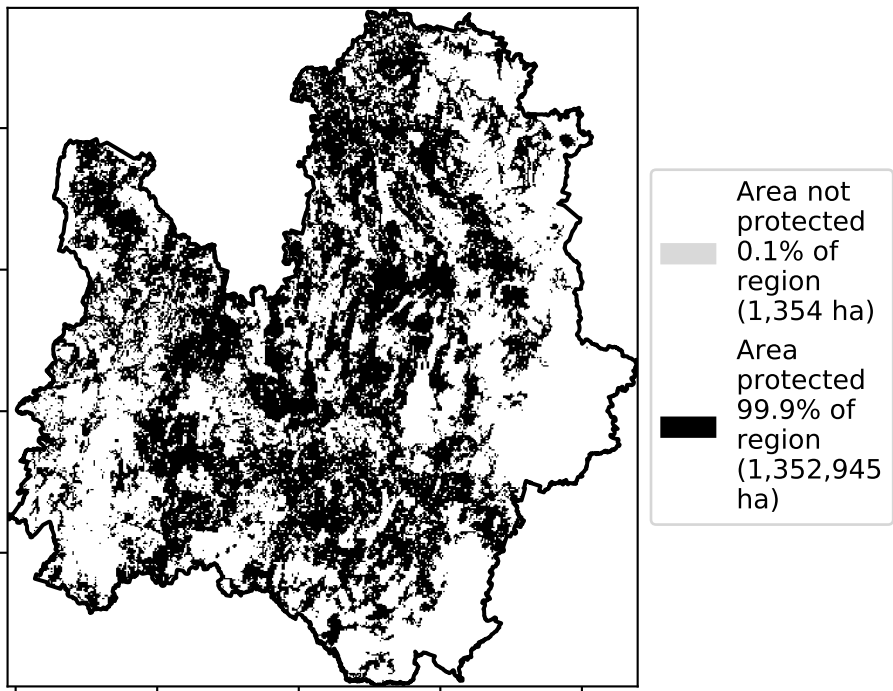 Area not
protected
0.1% of
region
(1,354 ha)
Area
protected
99.9% of
region
(1,352,945
ha)